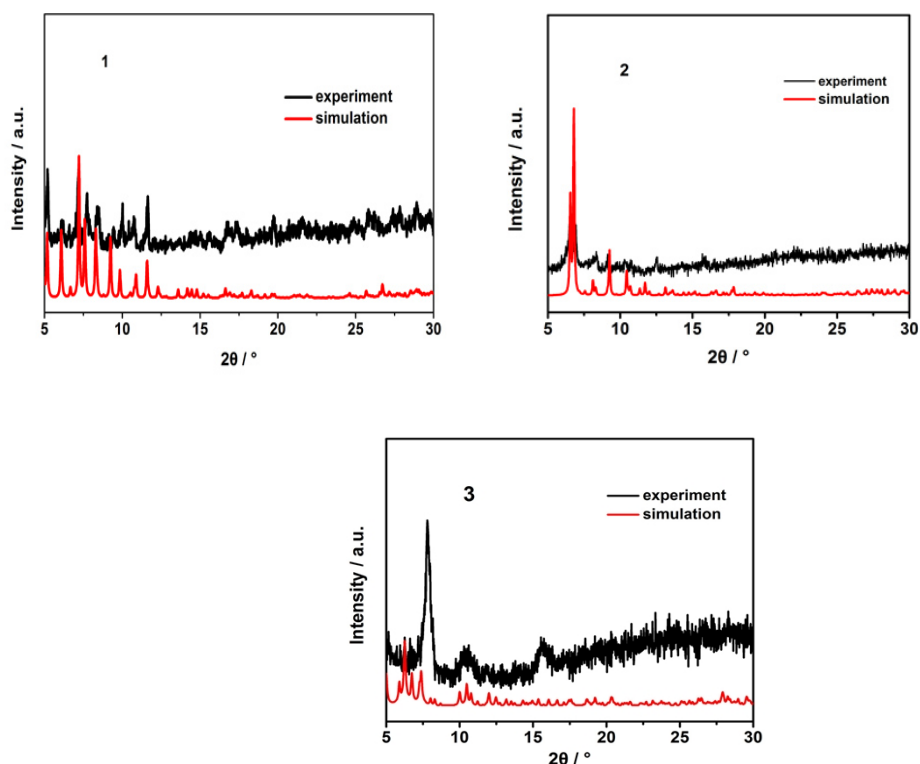 1
experiment
simulation
Intensity / a.u.
5 10 15 20 25 30
2θ / °
2
experiment
simulation
Intensity / a.u.
5 10 15 20 25 30
2θ / °
3
experiment
simulation
Intensity / a.u.
5 10 15 20 25 30
2θ / °